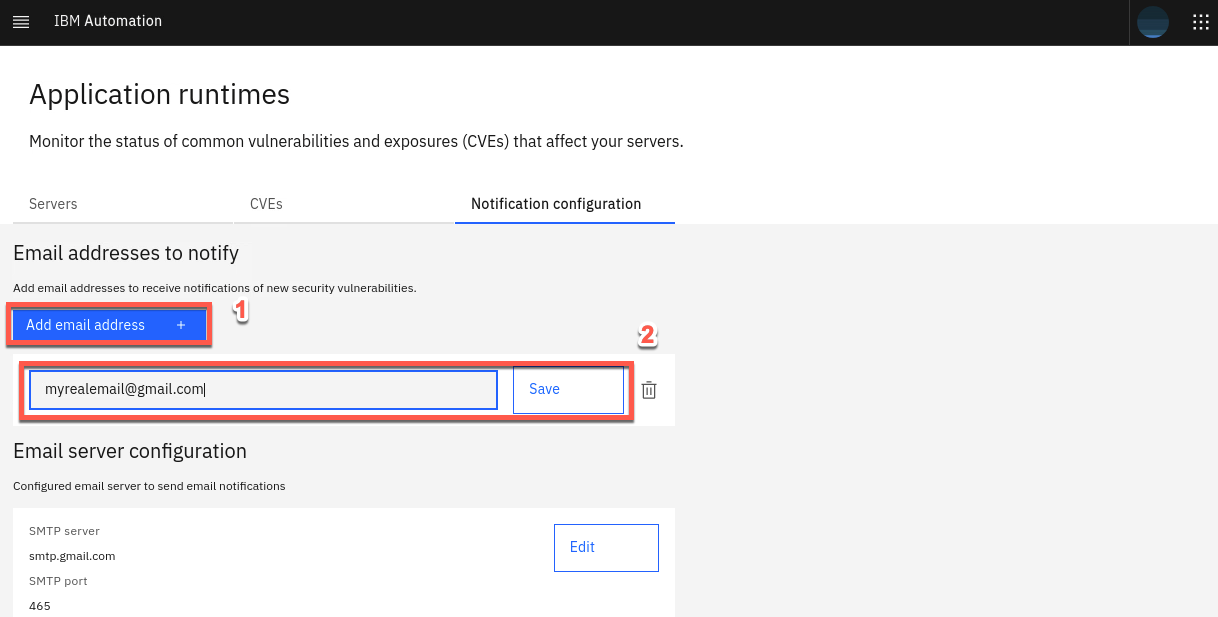 IBM Automation
Application runtimes
Monitor the status of common vulnerabilities and exposures (CVEs) that affect your servers.
Servers CVEs Notification configuration
Email addresses to notify
Add email addresses to receive notifications of new security vulnerabilities.
Add email address +
1
2
myrealemail@gmail.com Save
Email server configuration
Configured email server to send email notifications
SMTP server
Edit
smtp.gmail.com
SMTP port
465